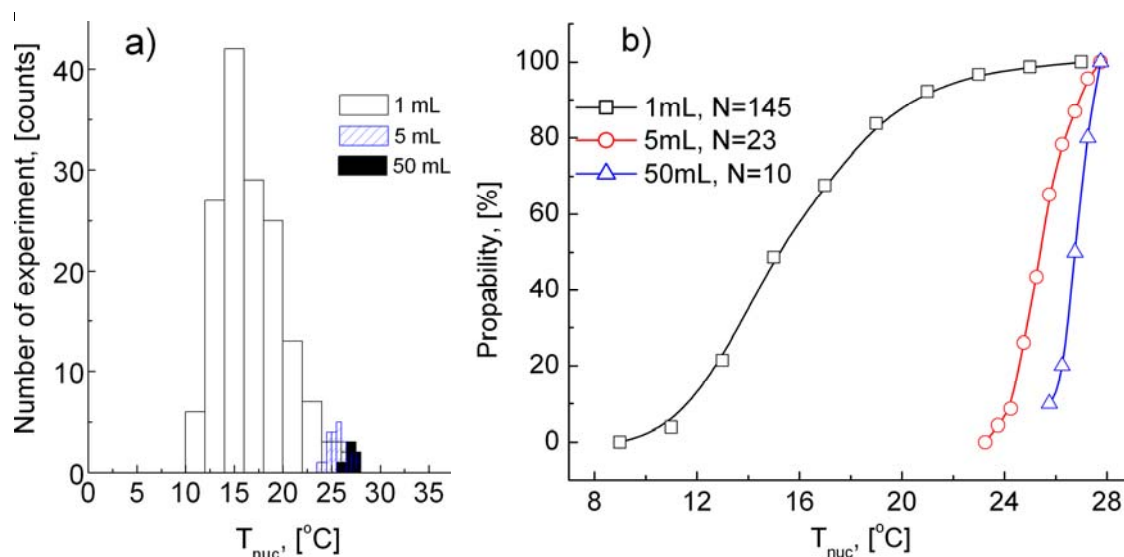 a)
Number of experiment, [counts]
40
30
20
10
0
1 mL
5 mL
50 mL
0 5 10 15 20 25 30 35
T_nuc, [°C]
b)
Propability, [%]
100
80
60
40
20
0
1mL, N=145
5mL, N=23
50mL, N=10
8 12 16 20 24 28
T_nuc, [°C]